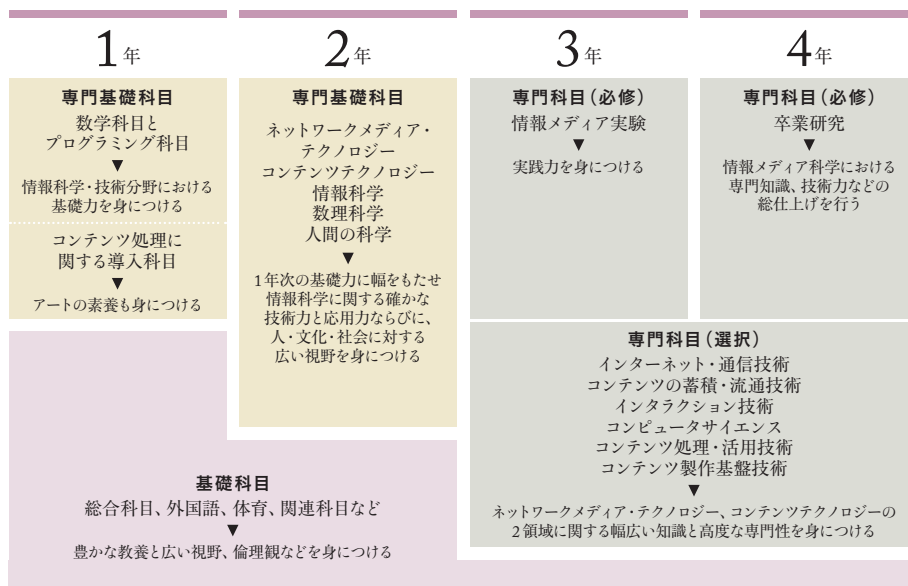 1年
専門基礎科目
数学科目と
プログラミング科目
▼
情報科学・技術分野における
基礎力を身につける
コンテンツ処理に
関する導入科目
▼
アートの素養も身につける
2年
専門基礎科目
ネットワークメディア・
テクノロジー
コンテンツテクノロジー
情報科学
数理科学
人間の科学
▼
1年次の基礎力に幅をもたせ
情報科学に関する確かな
技術力と応用力ならびに、
人・文化・社会に対する
広い視野を身につける
3年
専門科目（必修）
情報メディア実験
▼
実践力を身につける
4年
専門科目（必修）
卒業研究
▼
情報メディア科学における
専門知識、技術力などの
総仕上げを行う
専門科目（選択）
インターネット・通信技術
コンテンツの蓄積・流通技術
インタラクション技術
コンピュータサイエンス
コンテンツ処理・活用技術
コンテンツ製作基盤技術
▼
ネットワークメディア・テクノロジー、コンテンツテクノロジーの
2領域に関する幅広い知識と高度な専門性を身につける
基礎科目
総合科目、外国語、体育、関連科目など
▼
豊かな教養と広い視野、倫理観などを身につける